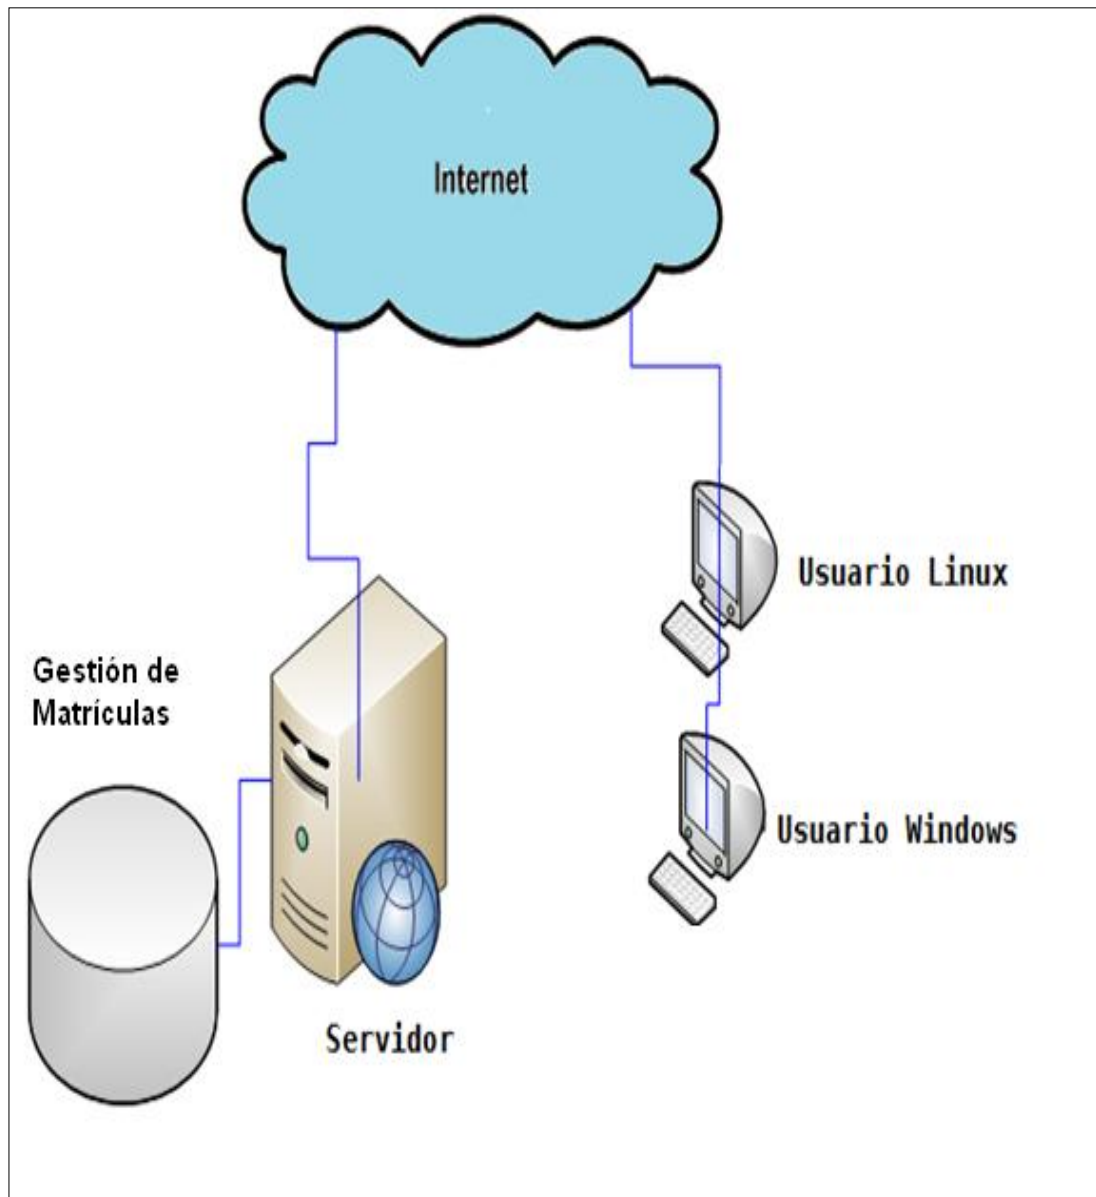 Internet
Usuario Linux
Gestión de
Matrículas
Usuario Windows
Servidor